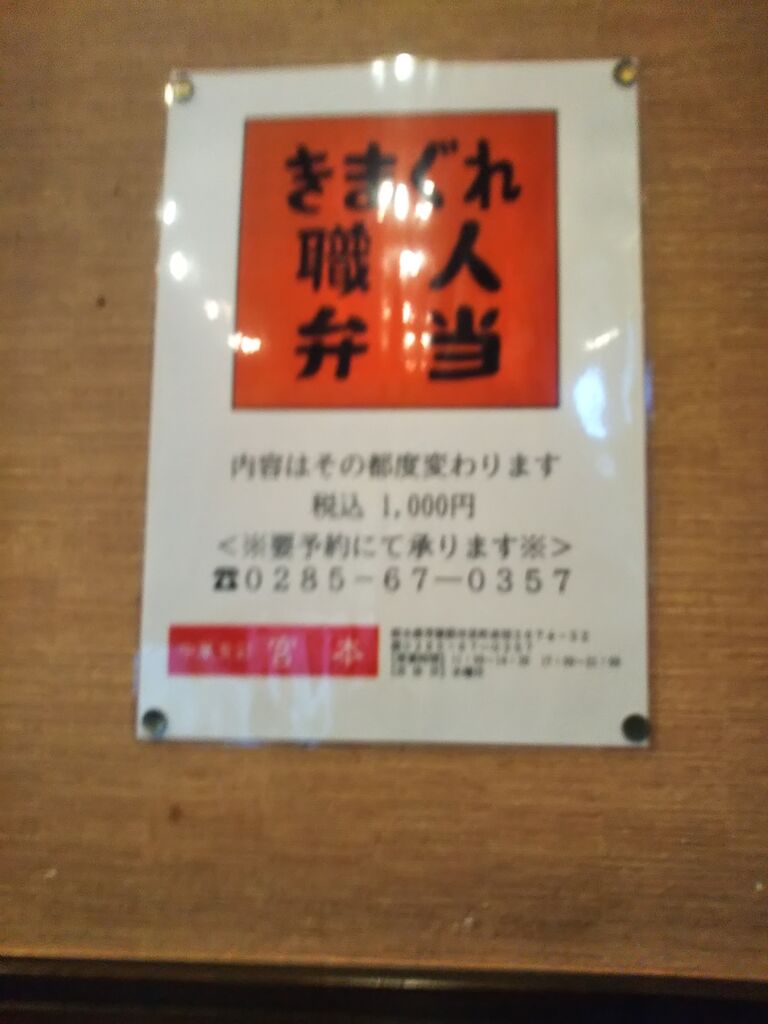 きまぐれ
職人
弁当
内容はその都度変わります
税込 1,000円
＜※要予約にて承ります※＞
☎0285－67－0357
宮本